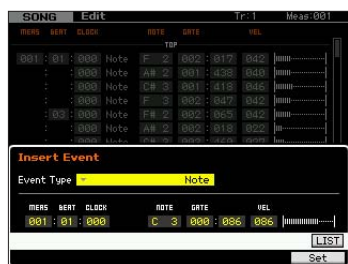 SONG Edit Tr:1 Meas:001
MEAS BEAT CLOCK NOTE GATE VEL
TOP
001 : 01 : 000 Note F 2 002 : 017 042
: : 000 Note A# 2 001 : 438 040
: : 000 Note C# 3 001 : 418 046
: : 000 Note F 3 002 : 047 042
: 03 : 000 Note F# 2 002 : 065 042
: : 000 Note A# 2 002 : 018 022
Insert Event
Event Type Note
MEAS BEAT CLOCK NOTE GATE VEL
001 : 01 : 000 C 3 000 : 086 086
LIST
Set